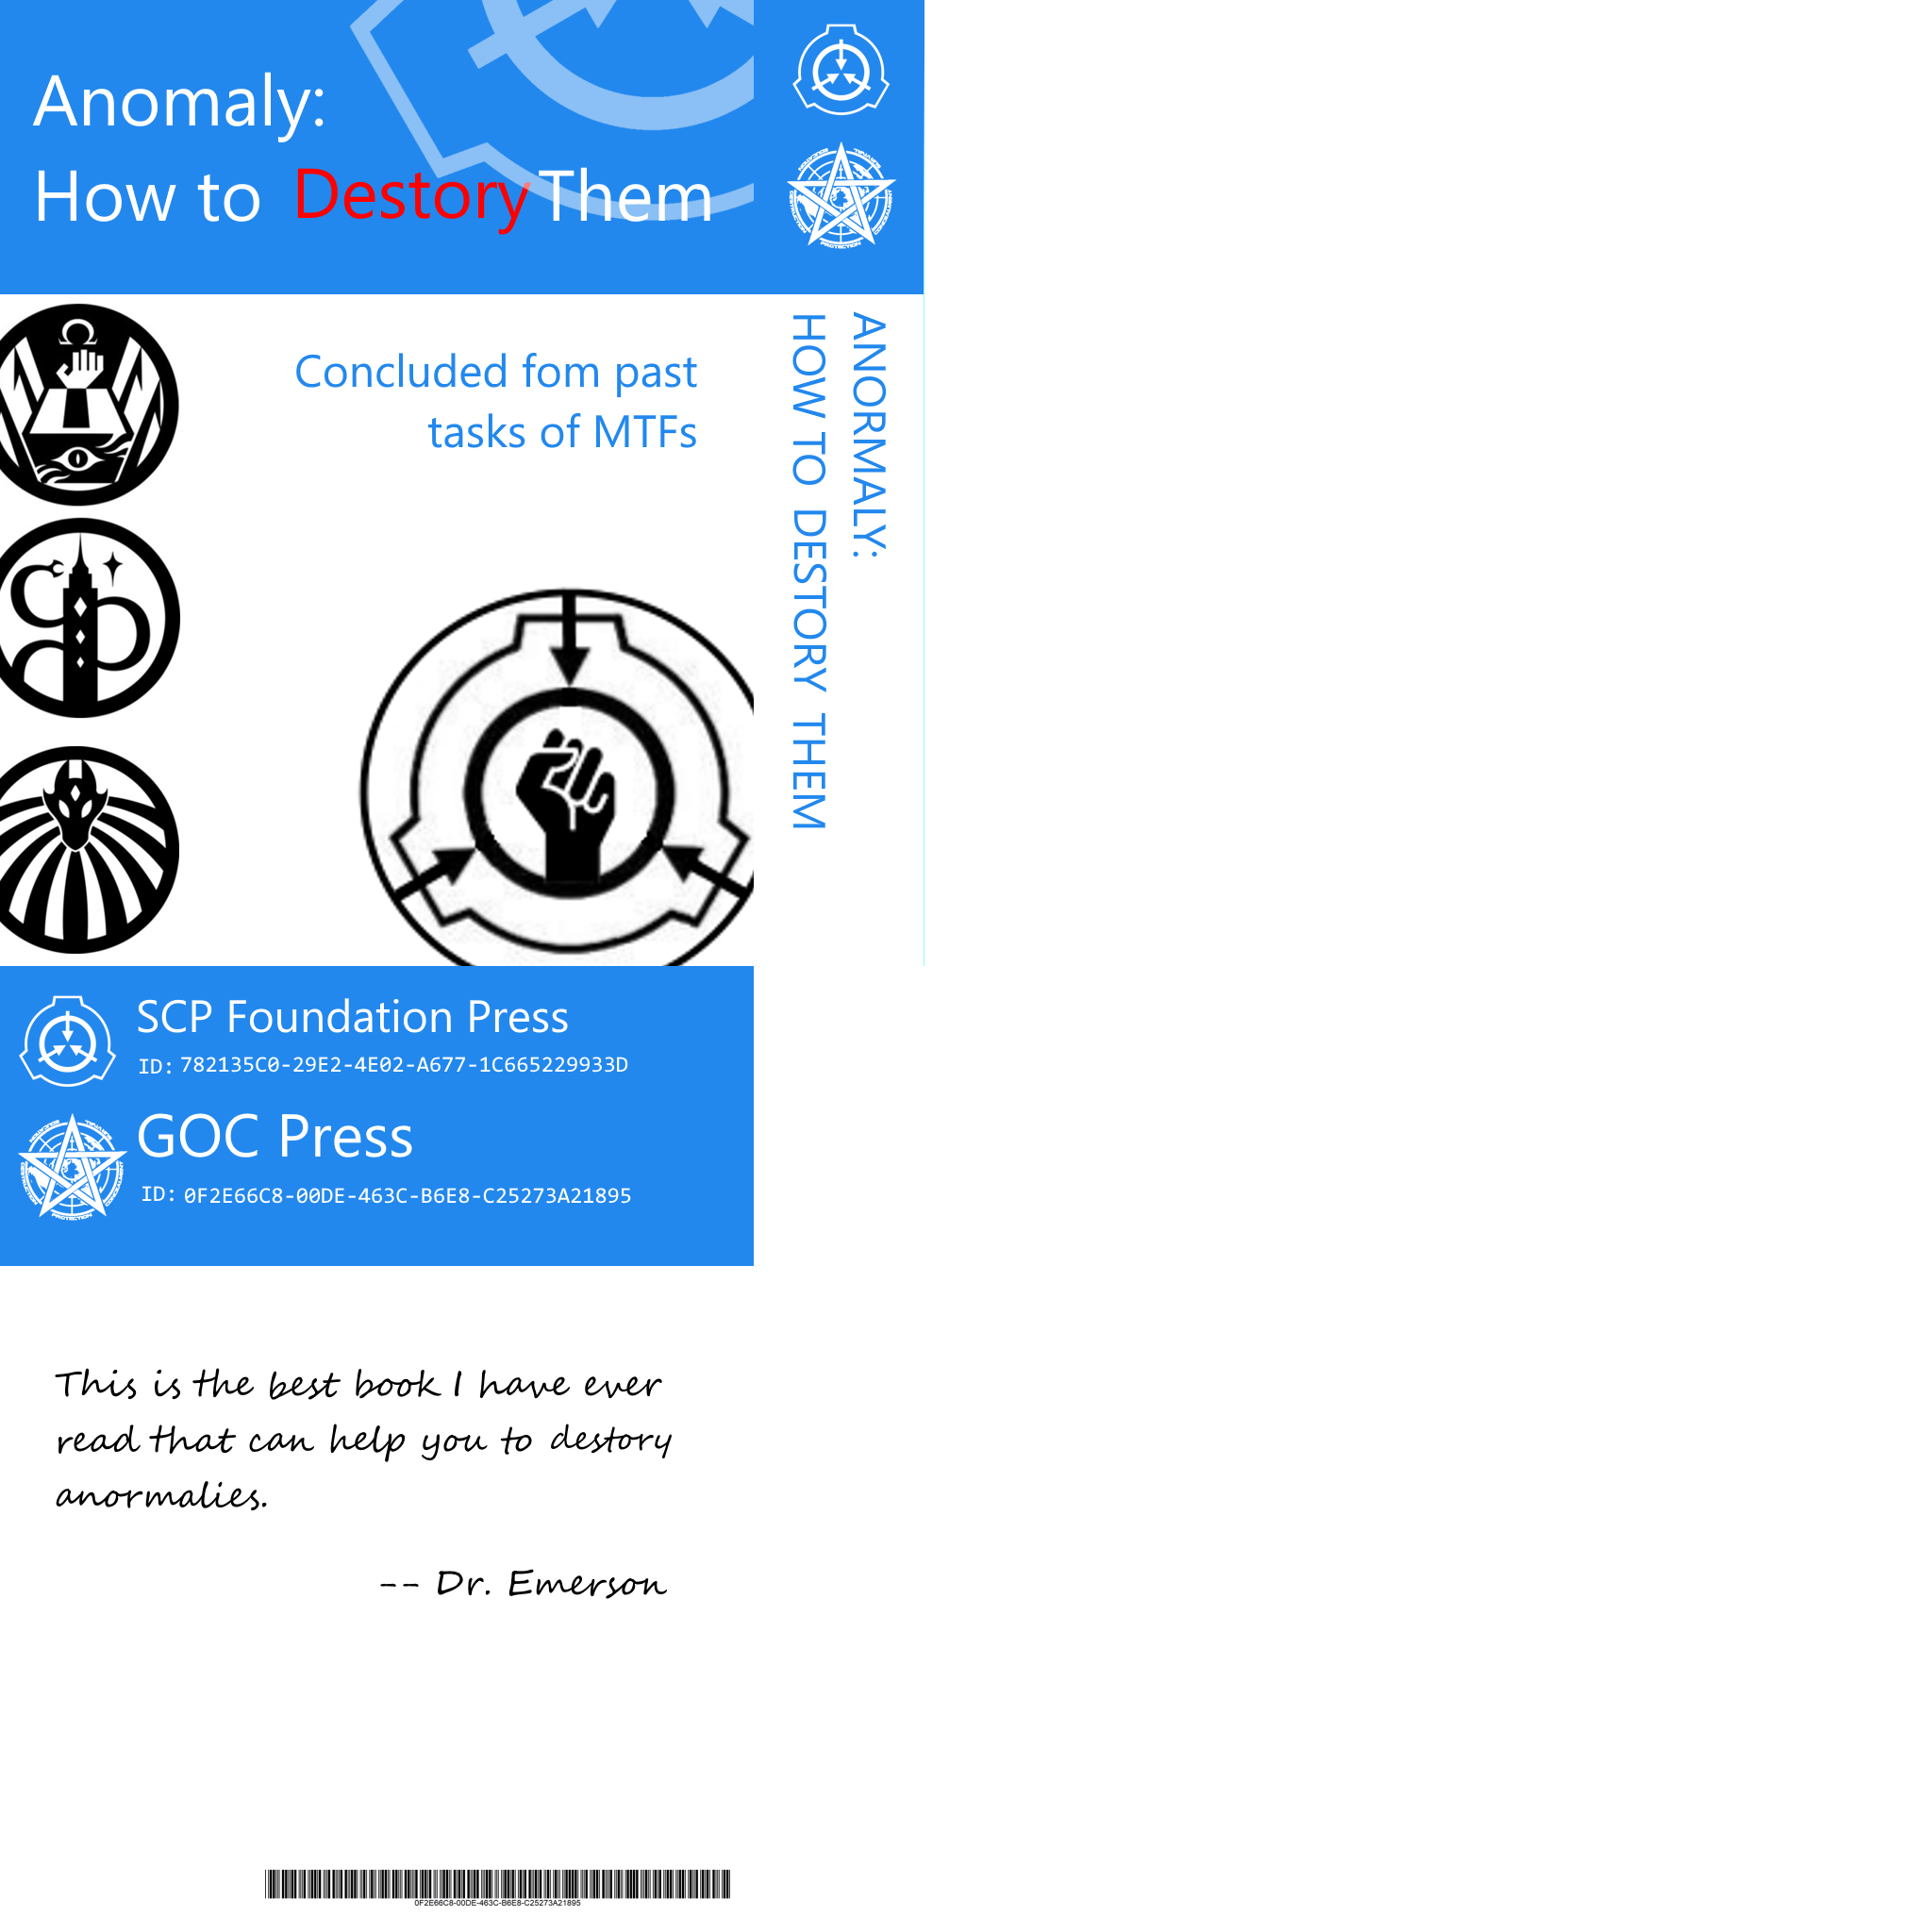 Anomaly:
How to Destory Them
Concluded fom past
tasks of MTFs
ANORMALY:
HOW TO DESTORY THEM
SCP Foundation Press
ID: 782135C0-29E2-4E02-A677-1C665229933D
GOC Press
ID: 0F2E66C8-00DE-463C-B6E8-C25273A21895
This is the best book I have ever
read that can help you to destory
anormalies.
-- Dr. Emerson
0F2E66C8-00DE-463C-B6E8-C25273A21895